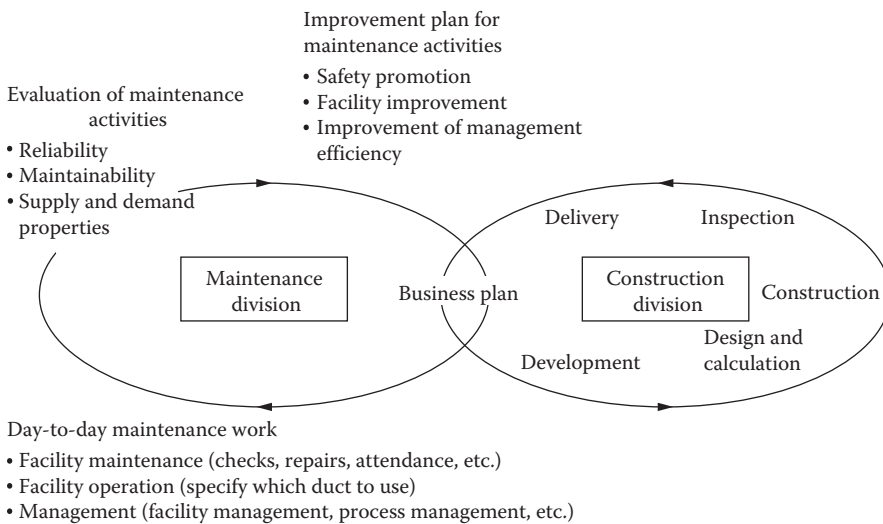 Improvement plan for
maintenance activities
• Safety promotion
• Facility improvement
• Improvement of management
efficiency
Evaluation of maintenance
activities
• Reliability
• Maintainability
• Supply and demand
properties
Maintenance
division
Business plan
Delivery
Inspection
Construction
division
Construction
Design and
calculation
Development
Day-to-day maintenance work
• Facility maintenance (checks, repairs, attendance, etc.)
• Facility operation (specify which duct to use)
• Management (facility management, process management, etc.)